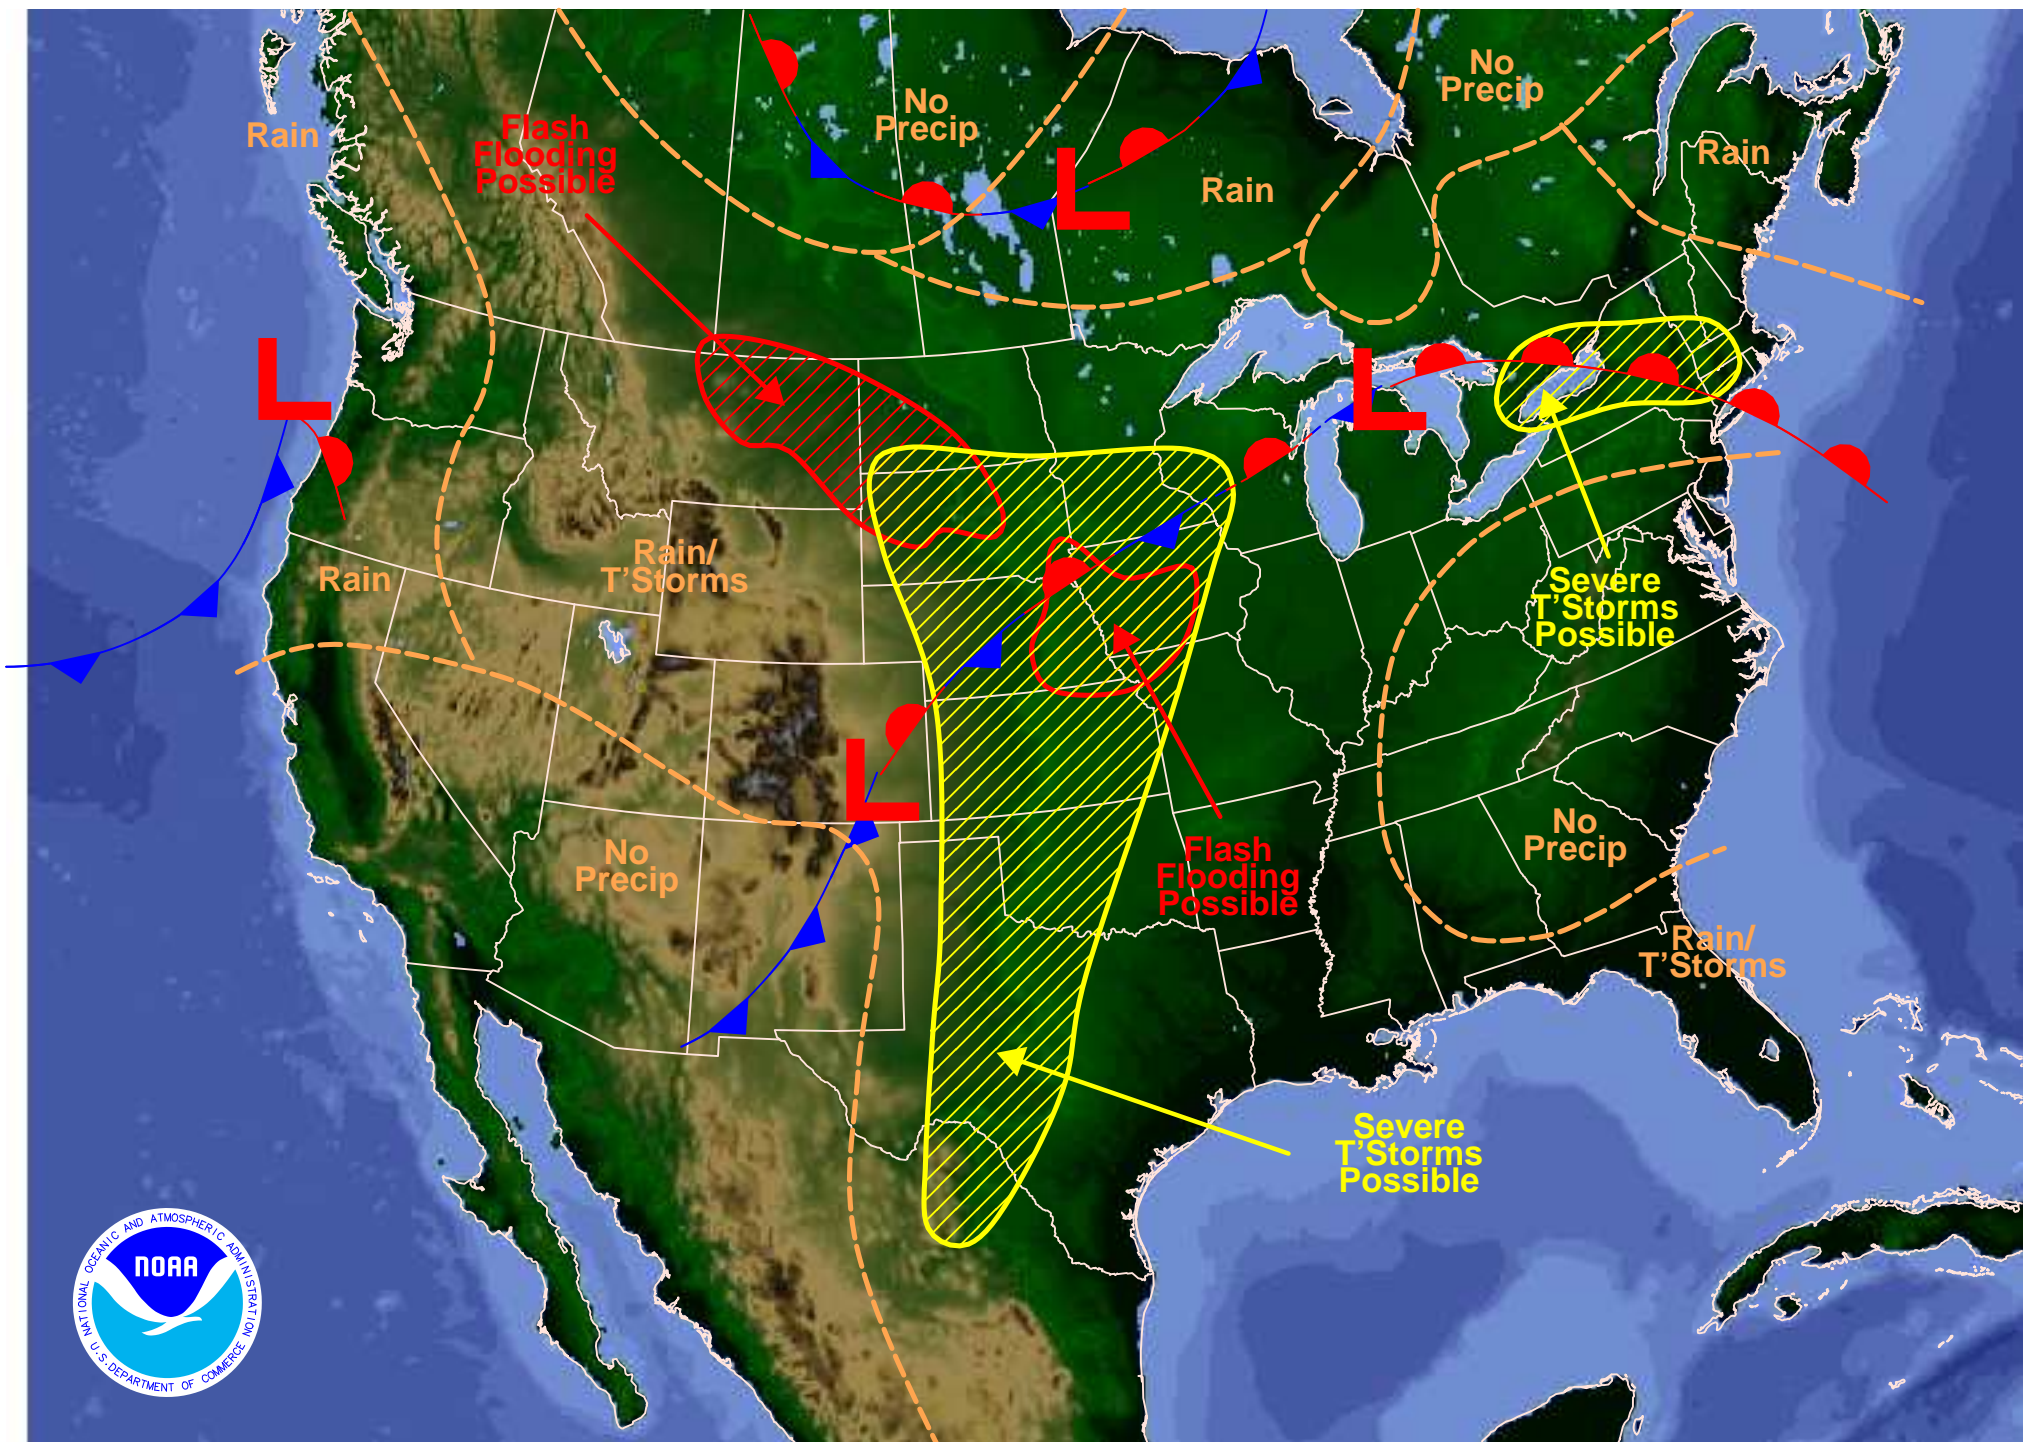 No
Precip
No
Precip
Rain
Flash
Flooding
Possible
Rain
Rain
L
L
L
Rain/
T'Storms
Rain
Severe
T'Storms
Possible
L
No
Precip
No
Precip
Flash
Flooding
Possible
Rain/
T'Storms
Severe
T'Storms
Possible
NATIONAL OCEANIC AND ATMOSPHERIC ADMINISTRATION
NOAA
U.S. DEPARTMENT OF COMMERCE